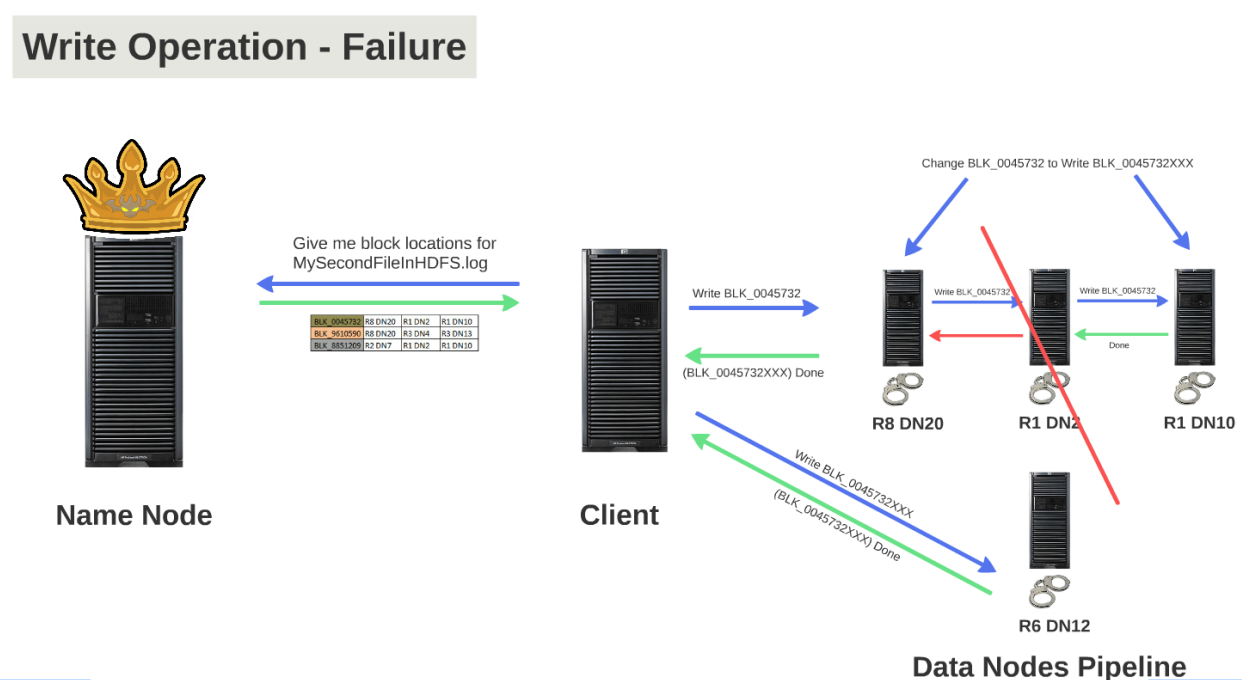 Write Operation - Failure
Change BLK_0045732 to Write BLK_0045732XXX
Give me block locations for
MySecondFileInHDFS.log
BLK_0045732 R8 DN20 R1 DN2 R1 DN10
BLK_9610590 R8 DN20 R3 DN4 R3 DN13
BLK_8851209 R2 DN7 R1 DN2 R1 DN10
Write BLK_0045732
(BLK_0045732XXX) Done
Write BLK_0045732
Write BLK_0045732
Done
R8 DN20
R1 DN2
R1 DN10
Write BLK_0045732XXX
(BLK_0045732XXX) Done
Name Node
Client
R6 DN12
Data Nodes Pipeline